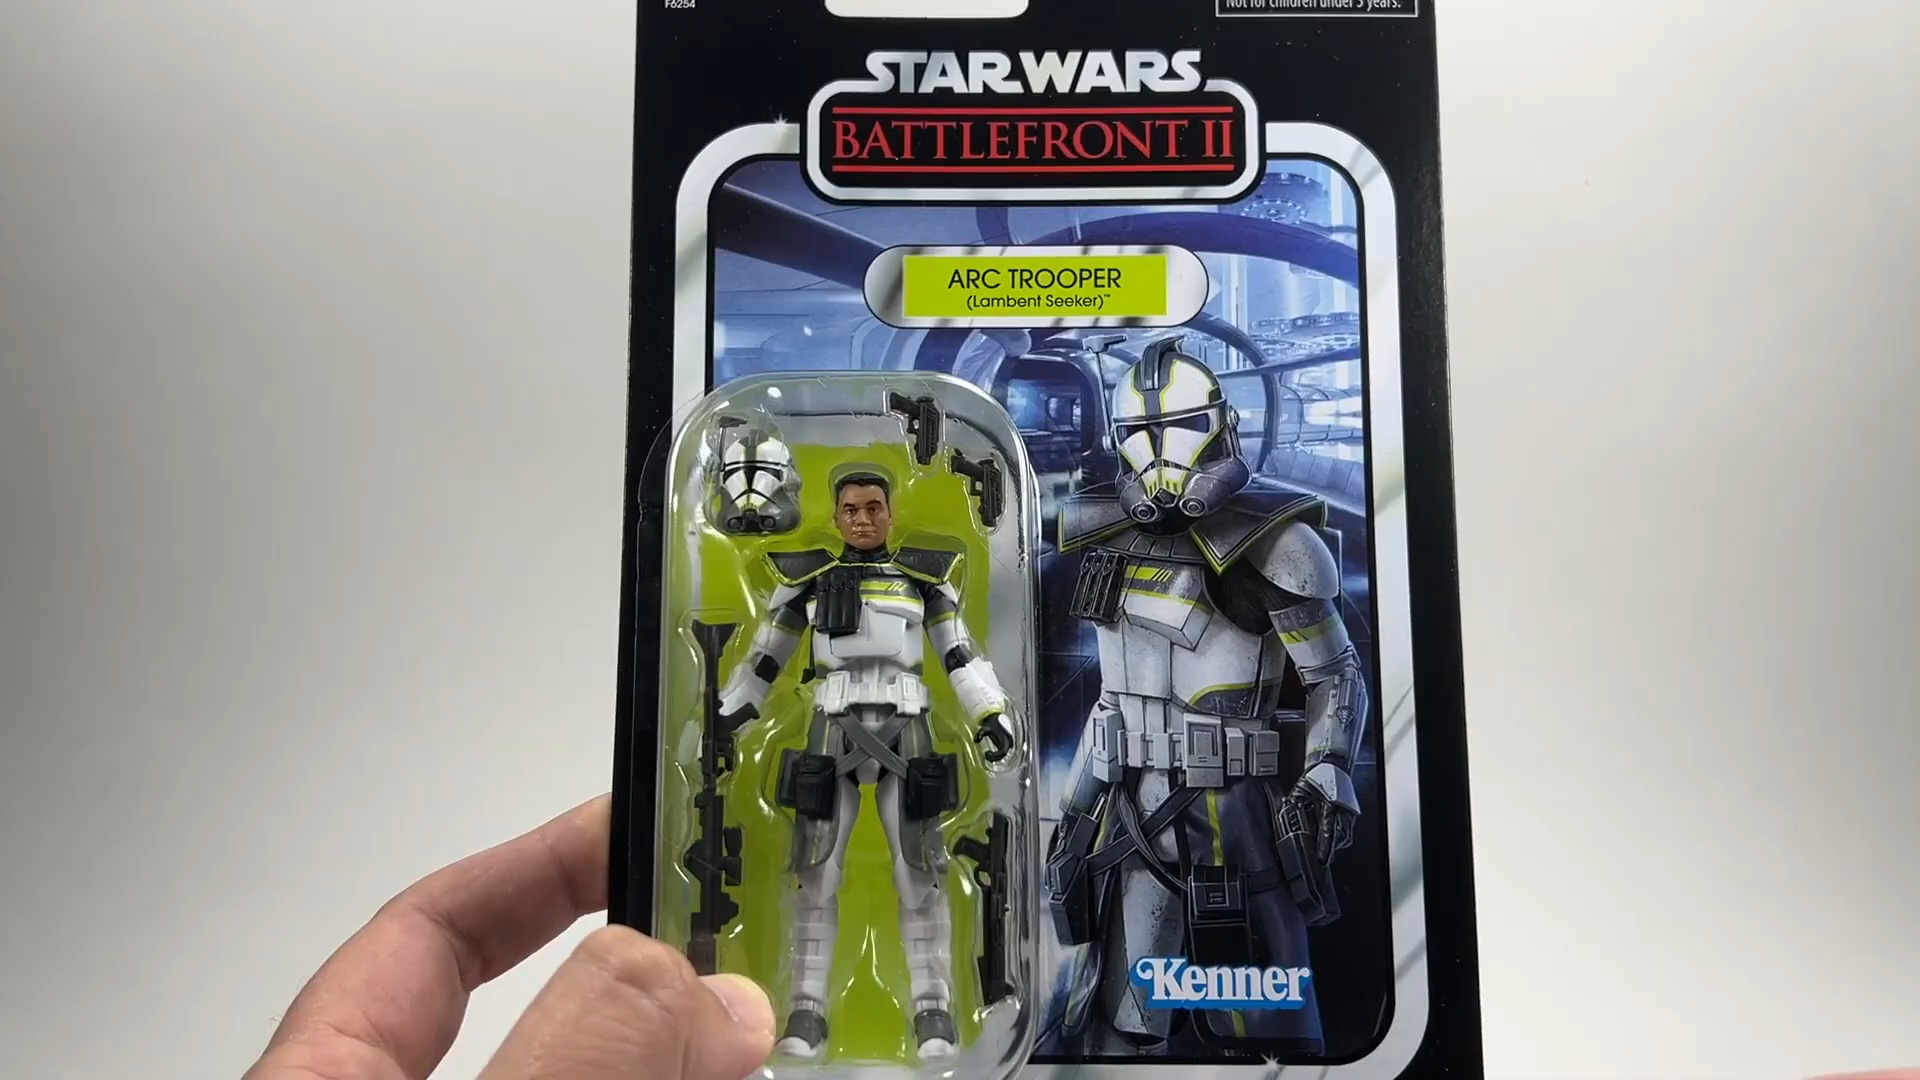 F6254
Not for children under 3 years.
STAR WARS
BATTLEFRONT II
ARC TROOPER
(Lambent Seeker)™
Kenner